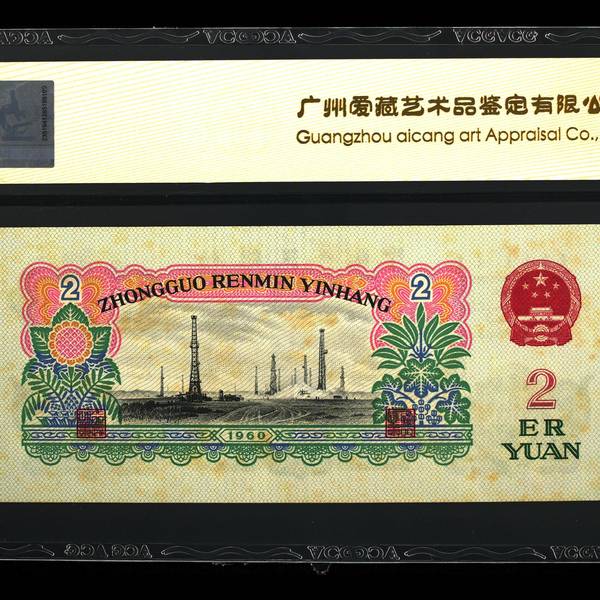 广州爱藏艺术品鉴定有限公
Guangzhou aicang art Appraisal Co.,
2 ZHONGGUO RENMIN YINHANG 2
1960
2
ER
YUAN